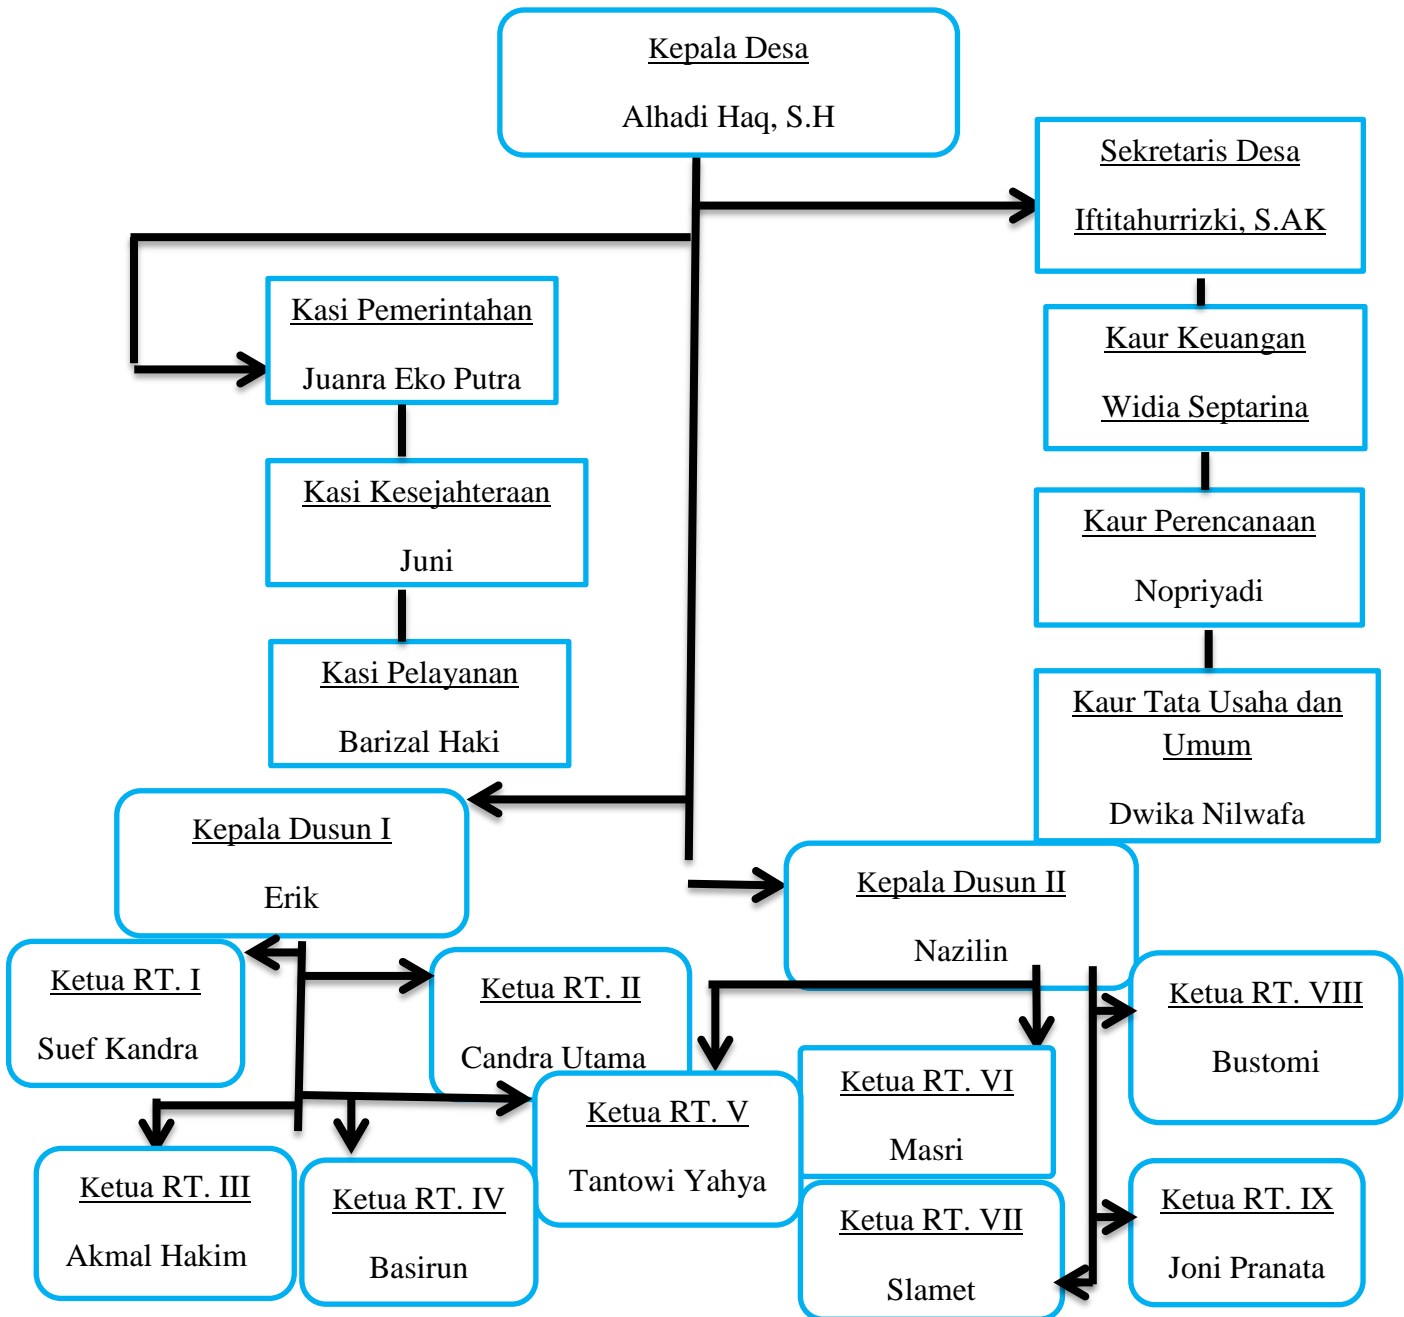 Kepala Desa
Alhadi Haq, S.H
Sekretaris Desa
Iftitahurrizki, S.AK
Kasi Pemerintahan
Juanra Eko Putra
Kaur Keuangan
Widia Septarina
Kasi Kesejahteraan
Juni
Kaur Perencanaan
Nopriyadi
Kasi Pelayanan
Barizal Haki
Kaur Tata Usaha dan
Umum
Dwika Nilwafa
Kepala Dusun I
Erik
Kepala Dusun II
Nazilin
Ketua RT. I
Suef Kandra
Ketua RT. II
Candra Utama
Ketua RT. VIII
Bustomi
Ketua RT. V
Tantowi Yahya
Ketua RT. VI
Masri
Ketua RT. III
Akmal Hakim
Ketua RT. IV
Basirun
Ketua RT. VII
Slamet
Ketua RT. IX
Joni Pranata